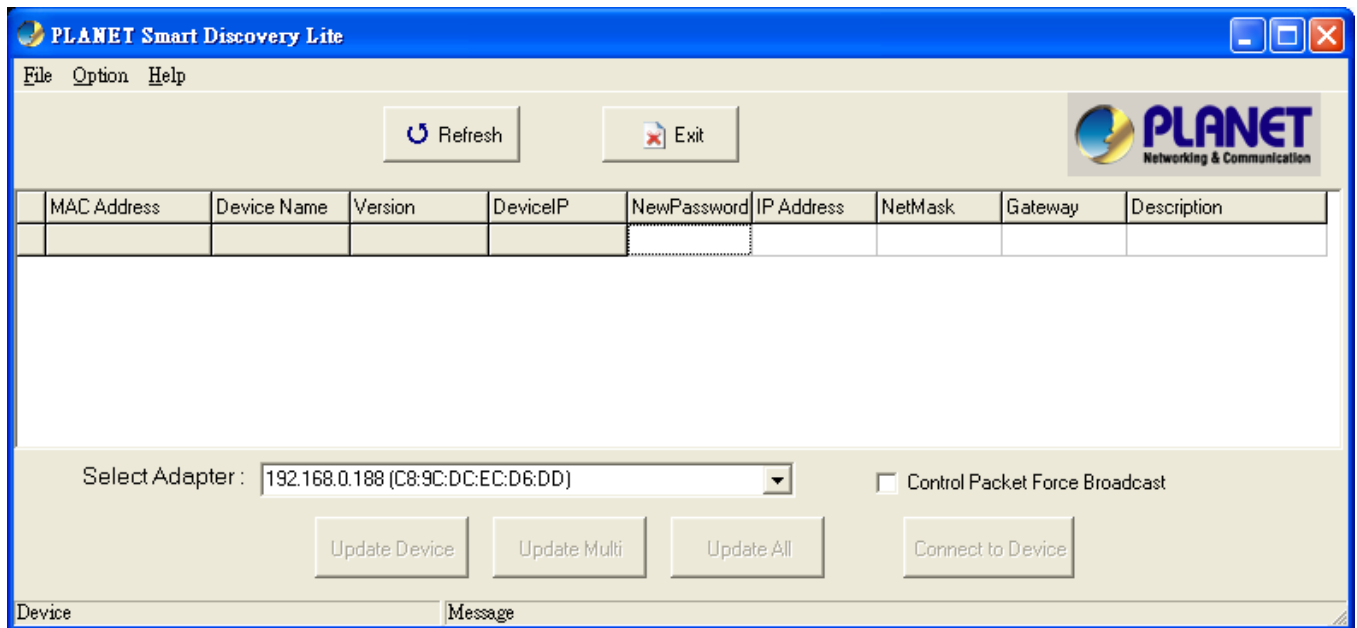 PLANET Smart Discovery Lite
File Option Help
Refresh Exit
PLANET
Networking & Communication
MAC Address Device Name Version DeviceIP NewPassword IP Address NetMask Gateway Description
Select Adapter : 192.168.0.188 (C8:9C:DC:EC:D6:DD) Control Packet Force Broadcast
Update Device Update Multi Update All Connect to Device
Device Message